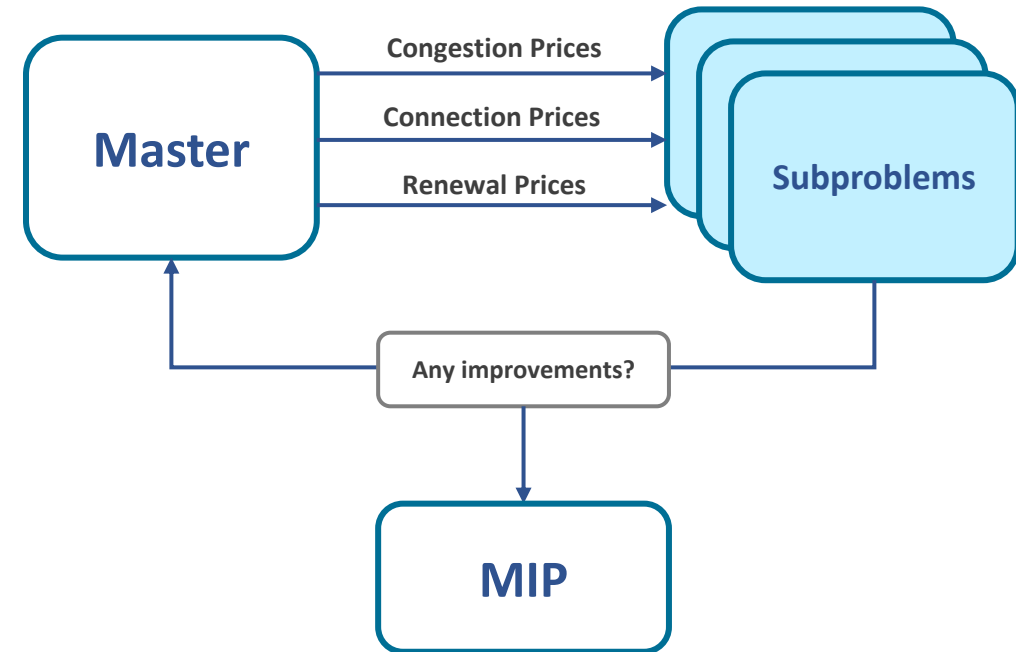 Congestion Prices
Master
Connection Prices
Renewal Prices
Subproblems
Any improvements?
MIP